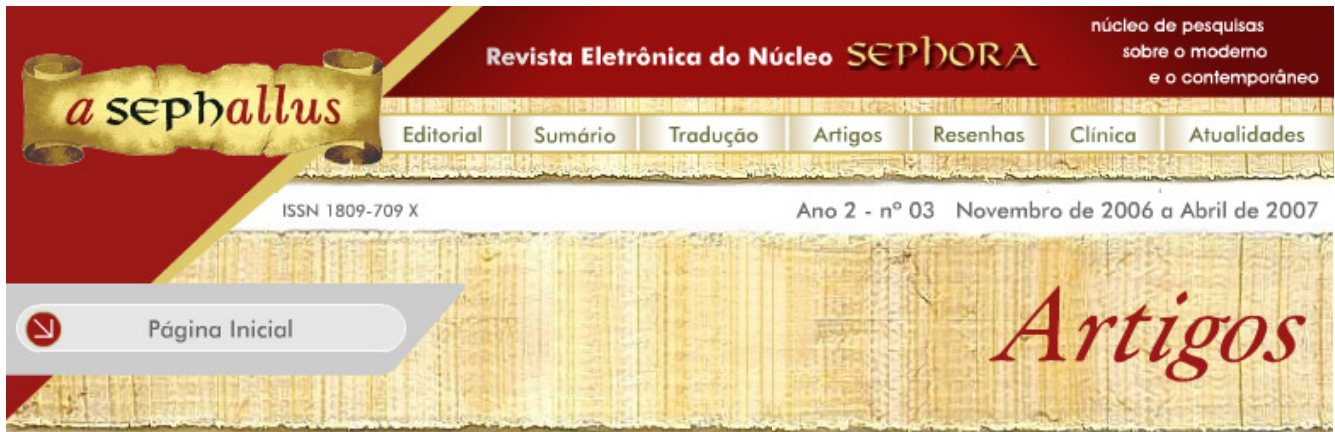 a sephallus
Revista Eletrônica do Núcleo SEPhORA
núcleo de pesquisas
sobre o moderno
e o contemporâneo
Editorial Sumário Tradução Artigos Resenhas Clínica Atualidades
ISSN 1809-709 X Ano 2 - nº 03 Novembro de 2006 a Abril de 2007
Página Inicial
Artigos